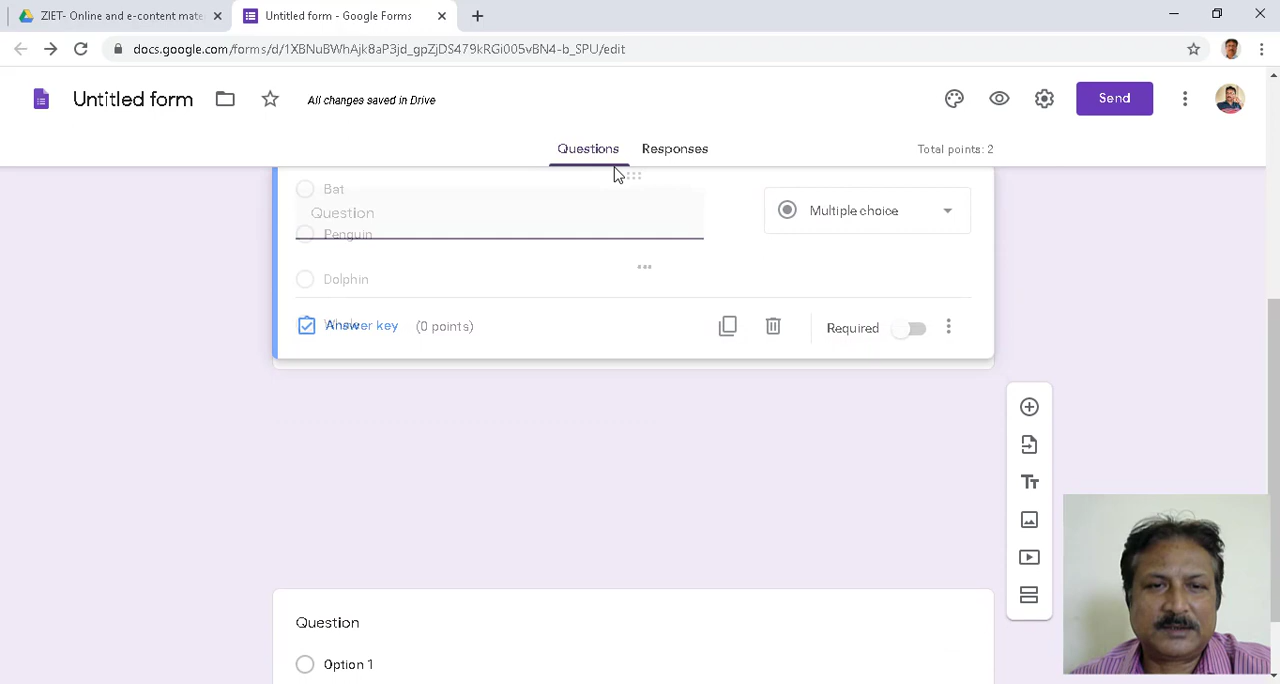 ZIET- Online and e-content mate
Untitled form - Google Forms
docs.google.com/forms/d/1XBNuBWhAjk8aP3jd_gpZjDS479kRGi005vBN4-b_SPU/edit
Untitled form
All changes saved in Drive
Send
Questions
Responses
Total points: 2
Bat
Question
Multiple choice
Penguin
Dolphin
Answer key
(0 points)
Required
Question
Option 1